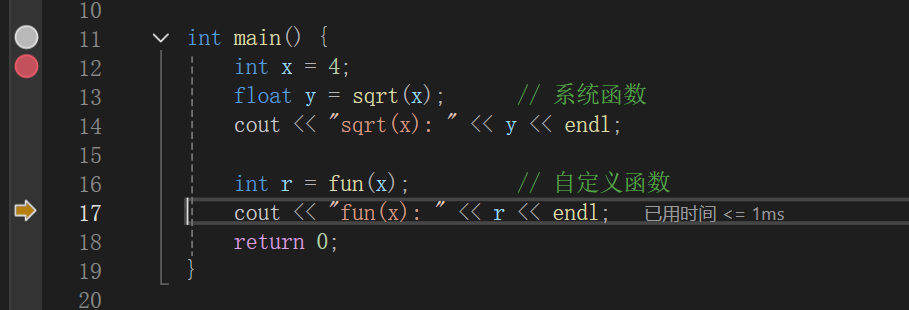 10
11 int main() {
12 int x = 4;
13 float y = sqrt(x); // 系统函数
14 cout << "sqrt(x): " << y << endl;
15
16 int r = fun(x); // 自定义函数
17 cout << "fun(x): " << r << endl; 已用时间 <= 1ms
18 return 0;
19 }
20